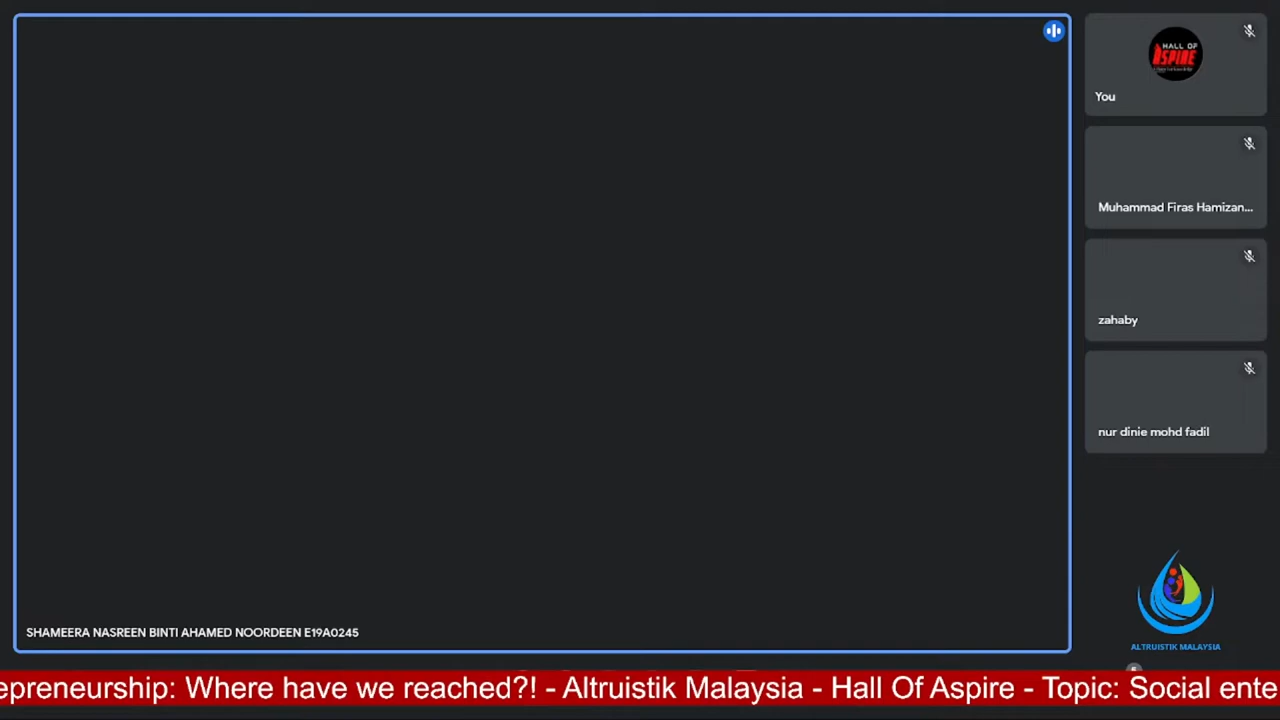 HALL OF
ASPIRE
You
Muhammad Firas Hamizan...
zahaby
nur dinie mohd fadil
ALTRUISTIK MALAYSIA
SHAMEERA NASREEN BINTI AHAMED NOORDEEN E19A0245
epreneurship: Where have we reached?! - Altruistik Malaysia - Hall Of Aspire - Topic: Social ente